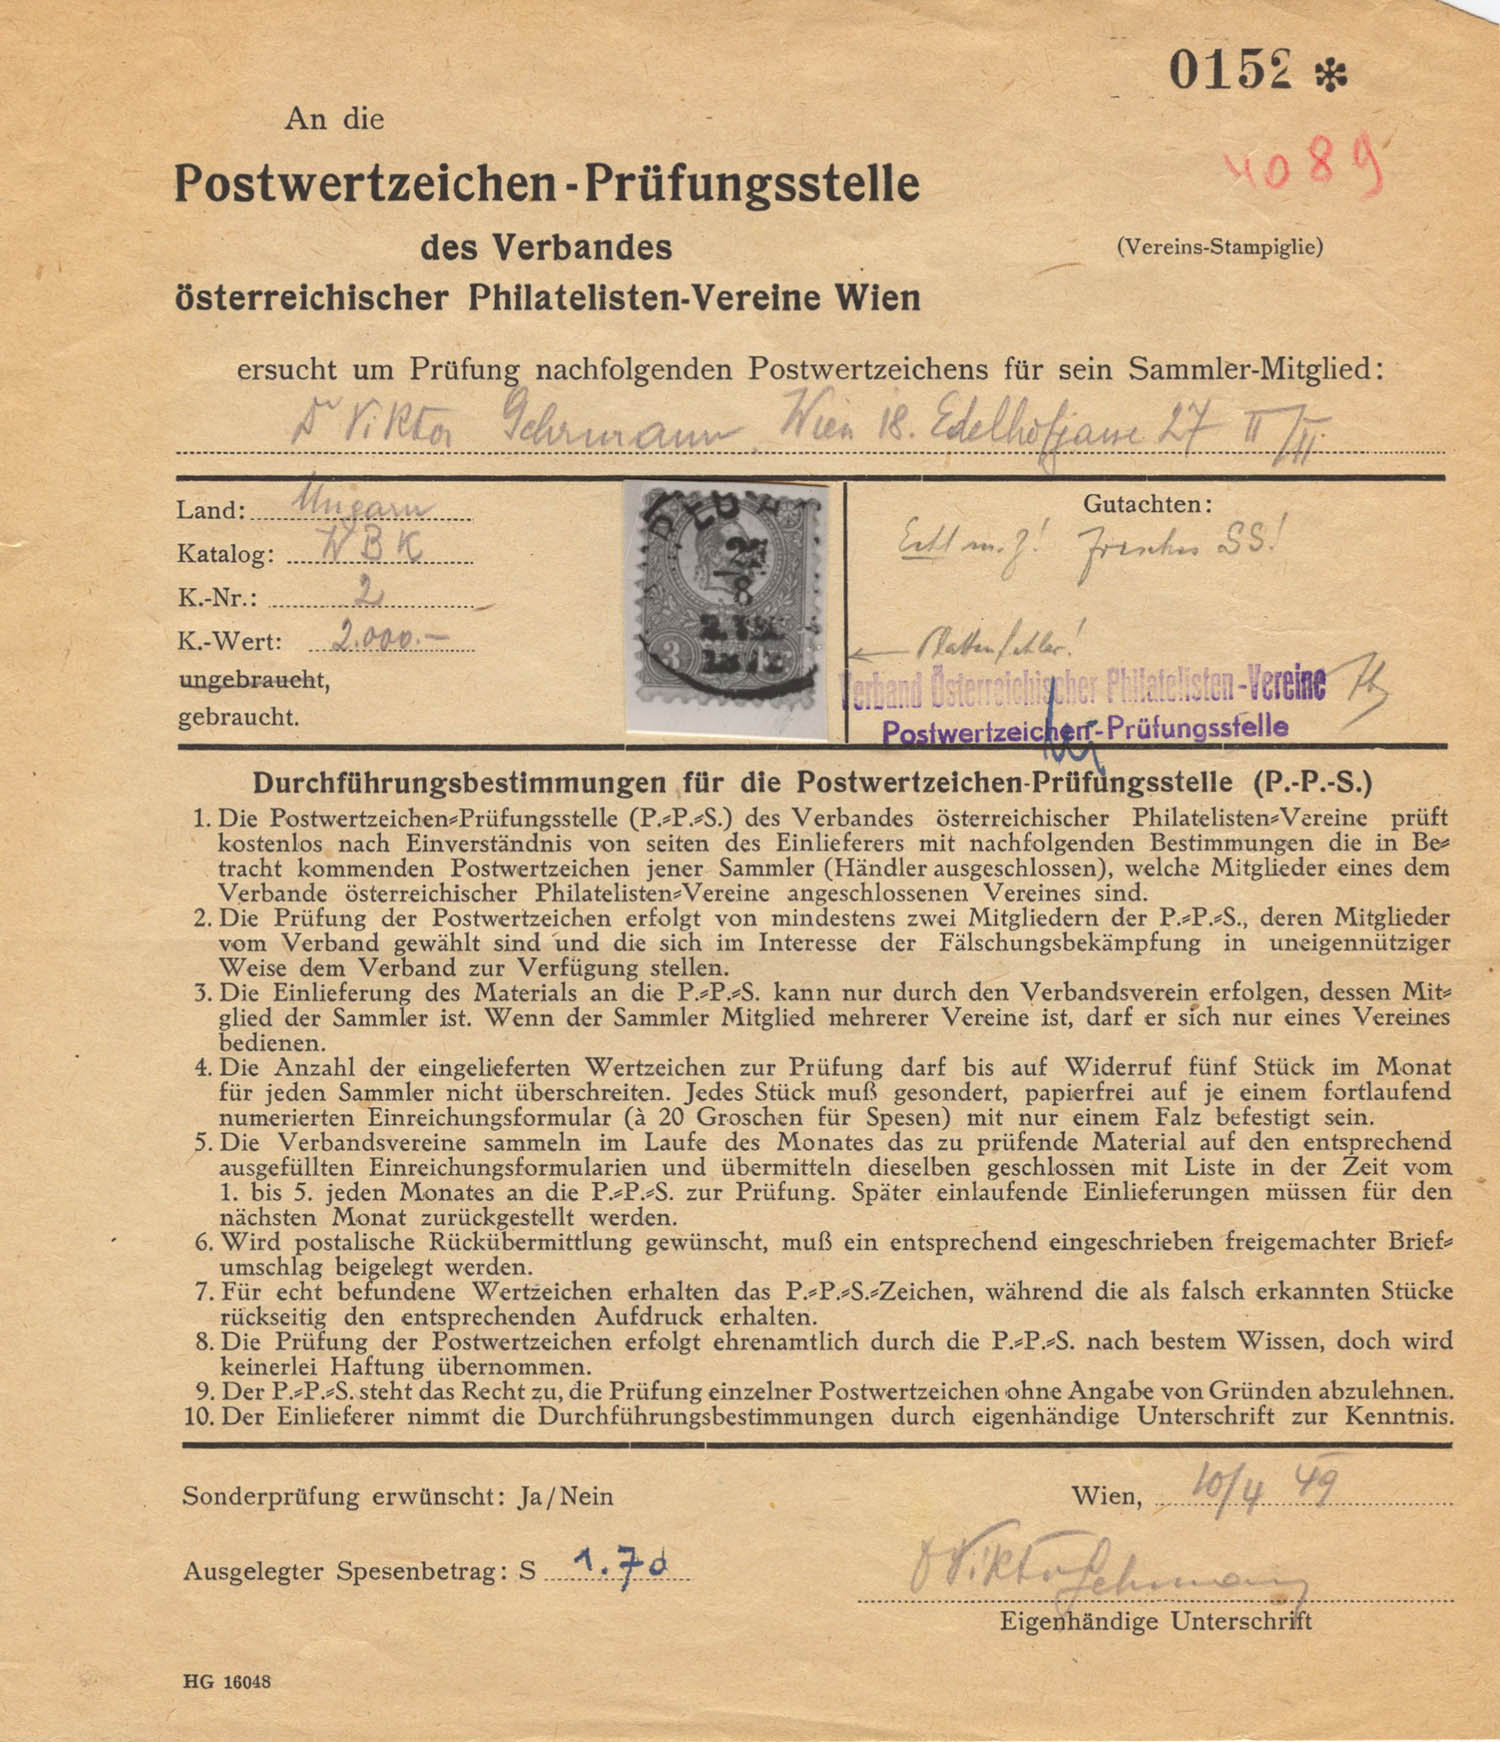 0152 *
4089
An die
Postwertzeichen-Prüfungsstelle
des Verbandes
(Vereins-Stampiglie)
österreichischer Philatelisten-Vereine Wien
ersucht um Prüfung nachfolgenden Postwertzeichens für sein Sammler-Mitglied:
Dr Viktor Gehrmann, Wien 18. Edelhofgasse 27 II/II.
Land: Ungarn
Katalog: WBK
K.-Nr.: 2
K.-Wert: 2.000.—
ungebraucht,
gebraucht.
3 K
Gutachten:
Echt m. J! SS!
Plattenfehler!
Verband Österreichischer Philatelisten-Vereine
Postwertzeichen-Prüfungsstelle
Durchführungsbestimmungen für die Postwertzeichen-Prüfungsstelle (P.-P.-S.)
1. Die Postwertzeichen-Prüfungsstelle (P.-P.-S.) des Verbandes österreichischer Philatelisten-Vereine prüft
kostenlos nach Einverständnis von seiten des Einlieferers mit nachfolgenden Bestimmungen die in Be-
tracht kommenden Postwertzeichen jener Sammler (Händler ausgeschlossen), welche Mitglieder eines dem
Verbande österreichischer Philatelisten-Vereine angeschlossenen Vereines sind.
2. Die Prüfung der Postwertzeichen erfolgt von mindestens zwei Mitgliedern der P.-P.-S., deren Mitglieder
vom Verband gewählt sind und die sich im Interesse der Fälschungsbekämpfung in uneigennütziger
Weise dem Verband zur Verfügung stellen.
3. Die Einlieferung des Materials an die P.-P.-S. kann nur durch den Verbandsverein erfolgen, dessen Mit-
glied der Sammler ist. Wenn der Sammler Mitglied mehrerer Vereine ist, darf er sich nur eines Vereines
bedienen.
4. Die Anzahl der eingelieferten Wertzeichen zur Prüfung darf bis auf Widerruf fünf Stück im Monat
für jeden Sammler nicht überschreiten. Jedes Stück muß gesondert, papierfrei auf je einem fortlaufend
numerierten Einreichungsformular (à 20 Groschen für Spesen) mit nur einem Falz befestigt sein.
5. Die Verbandsvereine sammeln im Laufe des Monates das zu prüfende Material auf den entsprechend
ausgefüllten Einreichungsformularien und übermitteln dieselben geschlossen mit Liste in der Zeit vom
1. bis 5. jeden Monates an die P.-P.-S. zur Prüfung. Später einlaufende Einlieferungen müssen für den
nächsten Monat zurückgestellt werden.
6. Wird postalische Rückübermittlung gewünscht, muß ein entsprechend eingeschrieben freigemachter Brief-
umschlag beigelegt werden.
7. Für echt befundene Wertzeichen erhalten das P.-P.-S.-Zeichen, während die als falsch erkannten Stücke
rückseitig den entsprechenden Aufdruck erhalten.
8. Die Prüfung der Postwertzeichen erfolgt ehrenamtlich durch die P.-P.-S. nach bestem Wissen, doch wird
keinerlei Haftung übernommen.
9. Der P.-P.-S. steht das Recht zu, die Prüfung einzelner Postwertzeichen ohne Angabe von Gründen abzulehnen.
10. Der Einlieferer nimmt die Durchführungsbestimmungen durch eigenhändige Unterschrift zur Kenntnis.
Sonderprüfung erwünscht: Ja/Nein
Wien, 10/4 49
Ausgelegter Spesenbetrag: S 1.70
Dr Viktor Gehrmann
Eigenhändige Unterschrift
HG 16048